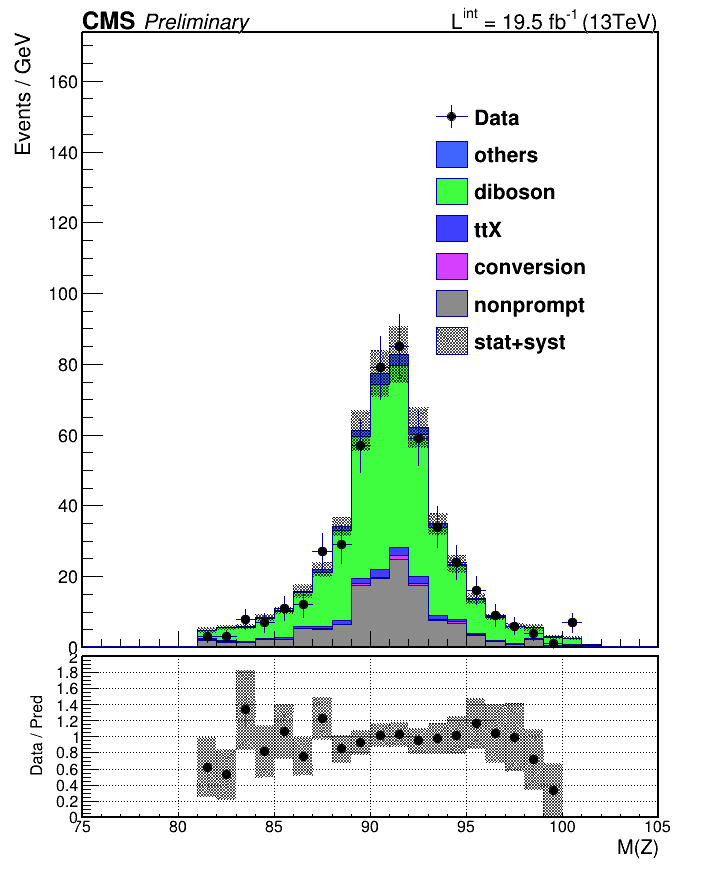 CMS Preliminary L^int = 19.5 fb^-1 (13TeV)
Events / GeV
160
140
120
100
80
60
40
20
0
Data
others
diboson
ttX
conversion
nonprompt
stat+syst
Data / Pred
2
1.8
1.6
1.4
1.2
1
0.8
0.6
0.4
0.2
0
75 80 85 90 95 100 105
M(Z)